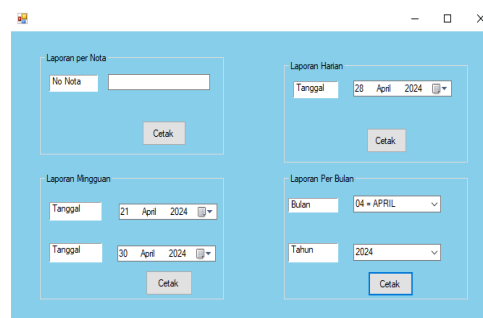 Laporan per Nota
No Nota
Cetak
Laporan Harian
Tanggal 28 April 2024
Cetak
Laporan Mingguan
Tanggal 21 April 2024
Tanggal 30 April 2024
Cetak
Laporan Per Bulan
Bulan 04 = APRIL
Tahun 2024
Cetak